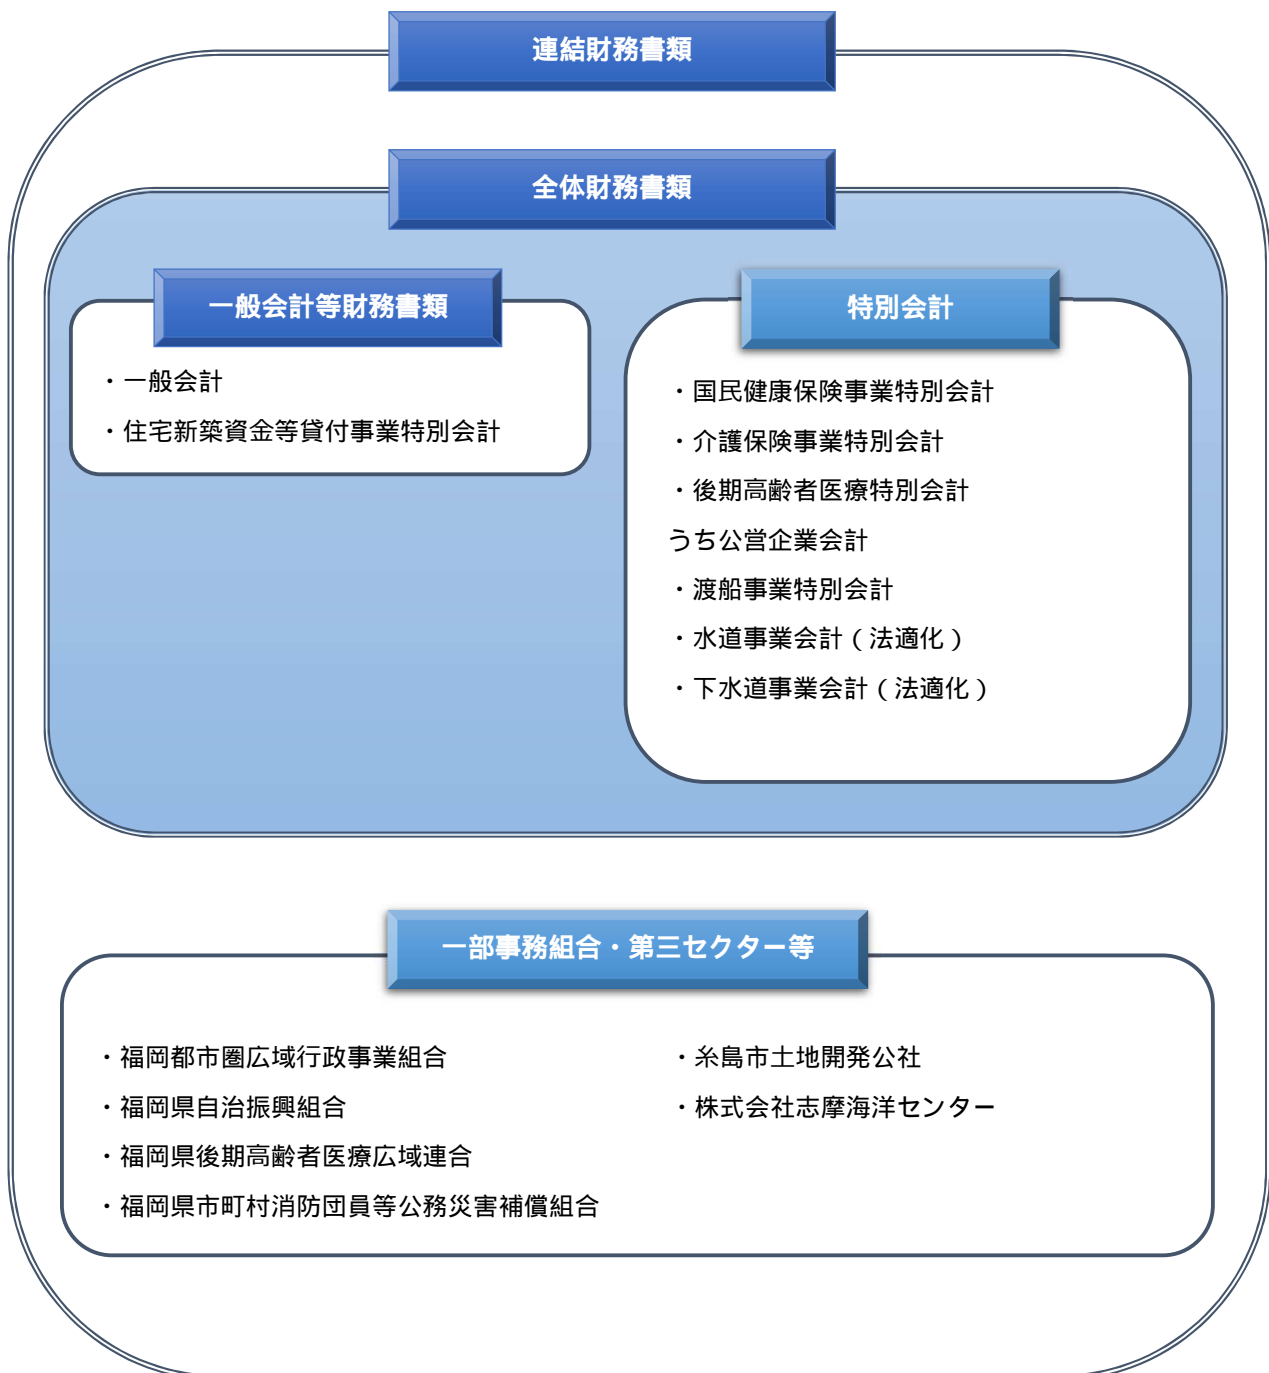 連結財務書類
全体財務書類
一般会計等財務書類
・一般会計
・住宅新築資金等貸付事業特別会計
特別会計
・国民健康保険事業特別会計
・介護保険事業特別会計
・後期高齢者医療特別会計
うち公営企業会計
・渡船事業特別会計
・水道事業会計(法適化)
・下水道事業会計(法適化)
一部事務組合・第三セクター等
・福岡都市圏広域行政事業組合
・福岡県自治振興組合
・福岡県後期高齢者医療広域連合
・福岡県市町村消防団員等公務災害補償組合
・糸島市土地開発公社
・株式会社志摩海洋センター